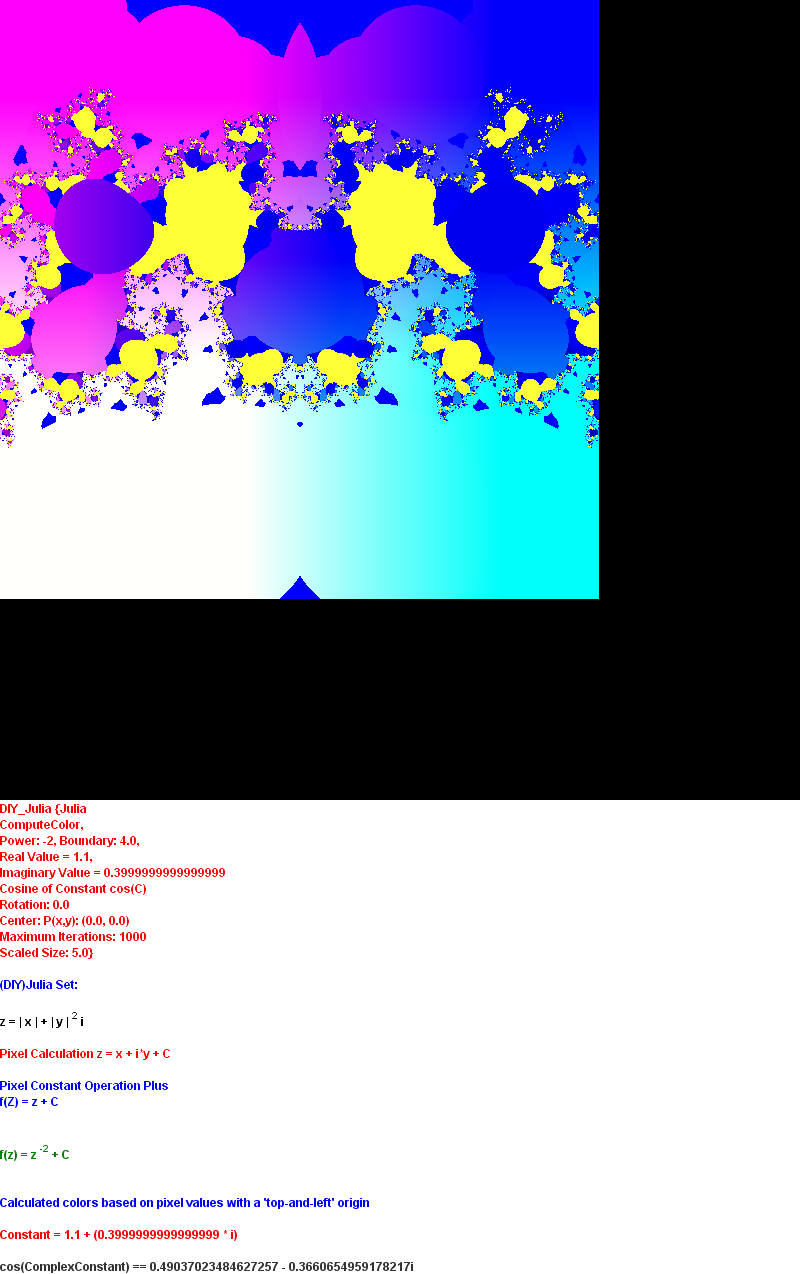 DIY_Julia {Julia
ComputeColor,
Power: -2, Boundary: 4.0,
Real Value = 1.1,
Imaginary Value = 0.3999999999999999
Cosine of Constant cos(C)
Rotation: 0.0
Center: P(x,y): (0.0, 0.0)
Maximum Iterations: 1000
Scaled Size: 5.0}
(DIY)Julia Set:
z = | x | + | y | 2 i
Pixel Calculation z = x + i*y + C
Pixel Constant Operation Plus
f(Z) = z + C
f(z) = z -2 + C
Calculated colors based on pixel values with a 'top-and-left' origin
Constant = 1.1 + (0.3999999999999999 * i)
cos(ComplexConstant) == 0.49037023484627257 - 0.3660654959178217i